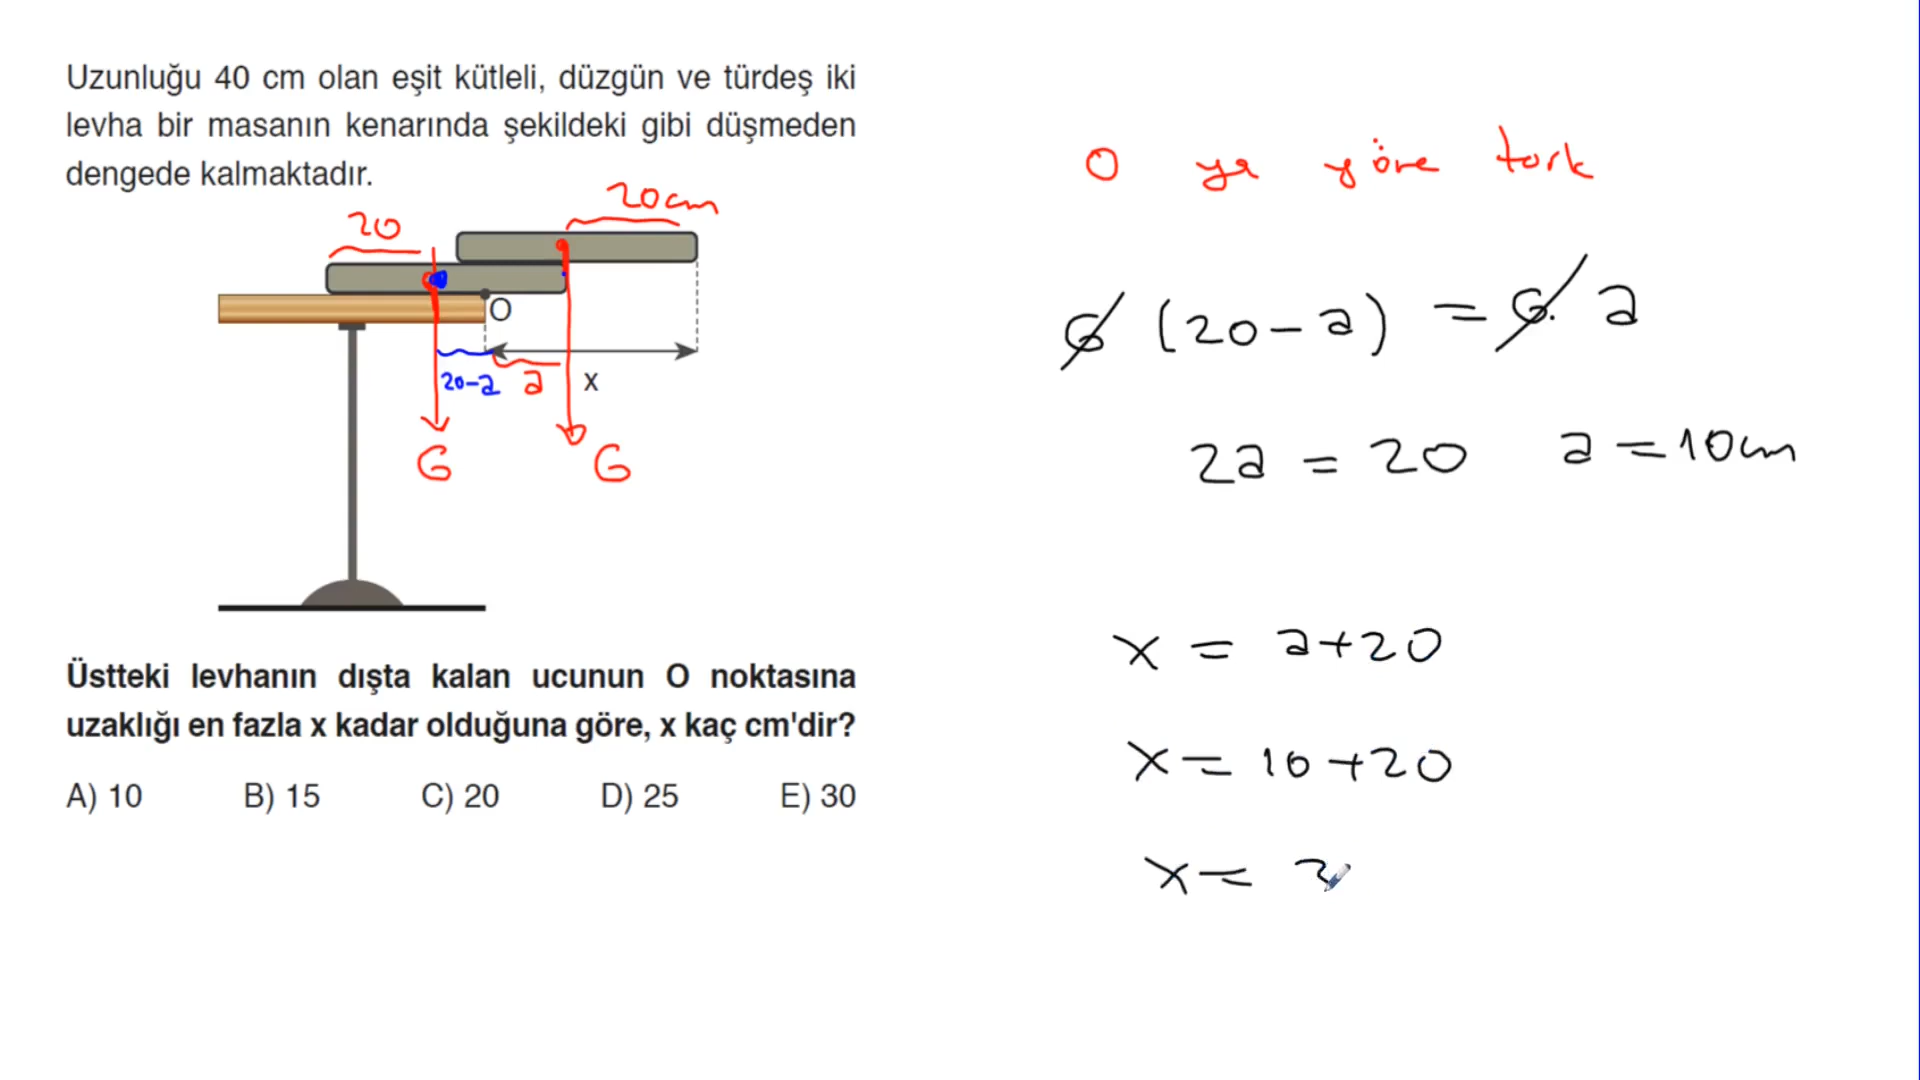 Uzunluğu 40 cm olan eşit kütleli, düzgün ve türdeş iki
levha bir masanın kenarında şekildeki gibi düşmeden
dengede kalmaktadır.
20
20cm
O
20-a
a
x
G
G
Üstteki levhanın dışta kalan ucunun O noktasına
uzaklığı en fazla x kadar olduğuna göre, x kaç cm'dir?
A) 10 B) 15 C) 20 D) 25 E) 30
O ya göre tork
G (20-a) = G. a
2a = 20 a = 10cm
x = a+20
x = 10+20
x = 3